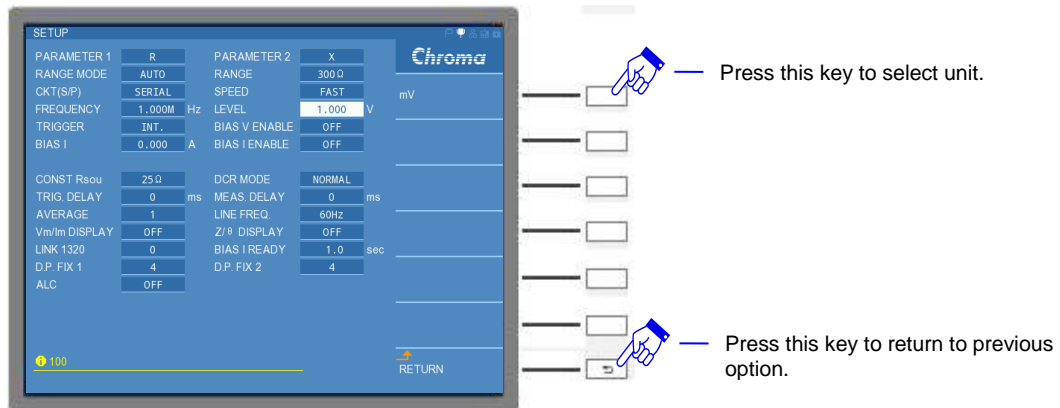 SETUP
Chroma
PARAMETER 1 R PARAMETER 2 X
RANGE MODE AUTO RANGE 300 Ω
CKT(S/P) SERIAL SPEED FAST
mV
FREQUENCY 1.000M Hz LEVEL 1.000 V
TRIGGER INT. BIAS V ENABLE OFF
BIAS I 0.000 A BIAS I ENABLE OFF
CONST Rsou 25 Ω DCR MODE NORMAL
TRIG. DELAY 0 ms MEAS. DELAY 0 ms
AVERAGE 1 LINE FREQ. 60Hz
Vm/Im DISPLAY OFF Z/ θ DISPLAY OFF
LINK 1320 0 BIAS I READY 1.0 sec
D.P. FIX 1 4 D.P. FIX 2 4
ALC OFF
100
RETURN
Press this key to select unit.
Press this key to return to previous
option.